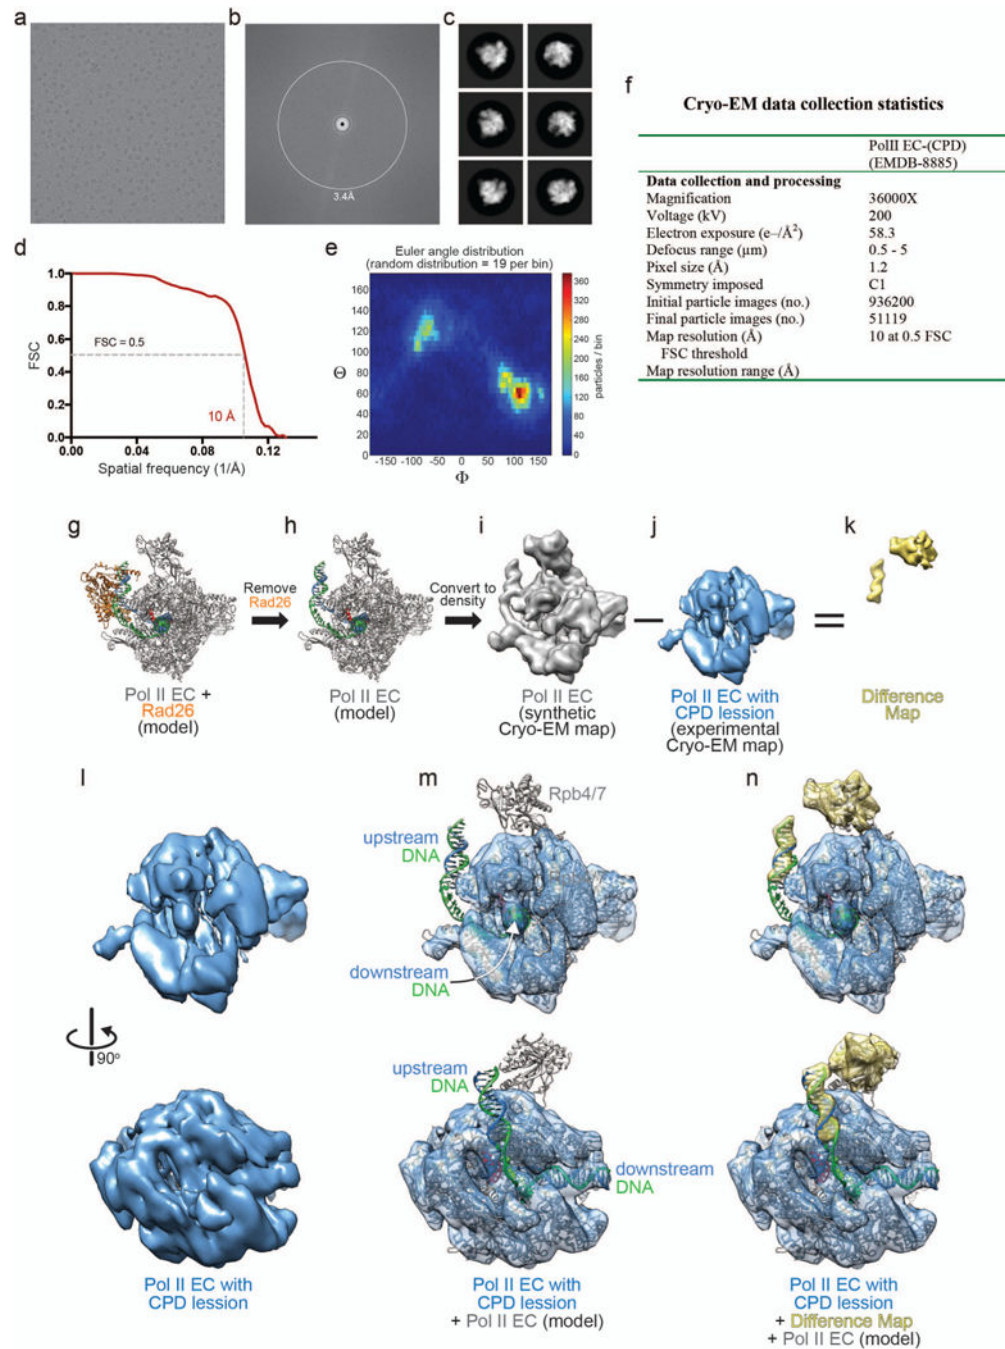 a
b
c
3.4Å
f
Cryo-EM data collection statistics
PolII EC-(CPD)
(EMDB-8885)
Data collection and processing
Magnification 36000X
Voltage (kV) 200
Electron exposure (e–/Å²) 58.3
Defocus range (µm) 0.5 - 5
Pixel size (Å) 1.2
Symmetry imposed C1
Initial particle images (no.) 936200
Final particle images (no.) 51119
Map resolution (Å) 10 at 0.5 FSC
FSC threshold
Map resolution range (Å)
d
1.0
0.8
0.6
0.4
0.2
0.0
FSC
FSC = 0.5
10 Å
0.00 0.04 0.08 0.12
Spatial frequency (1/Å)
e
Euler angle distribution
(random distribution = 19 per bin)
160
140
120
100
80
60
40
20
0
Θ
-150 -100 -50 0 50 100 150
Φ
360
320
280
240
200
160
120
80
40
0
particles / bin
g
h
i
j
k
Remove
Rad26
Convert to
density
Pol II EC +
Rad26
(model)
Pol II EC
(model)
Pol II EC
(synthetic
Cryo-EM map)
Pol II EC with
CPD lession
(experimental
Cryo-EM map)
Difference
Map
l
m
n
Rpb4/7
upstream
DNA
downstream
DNA
90°
upstream
DNA
downstream
DNA
Pol II EC with
CPD lession
Pol II EC with
CPD lession
+ Pol II EC (model)
Pol II EC with
CPD lession
+ Difference Map
+ Pol II EC (model)